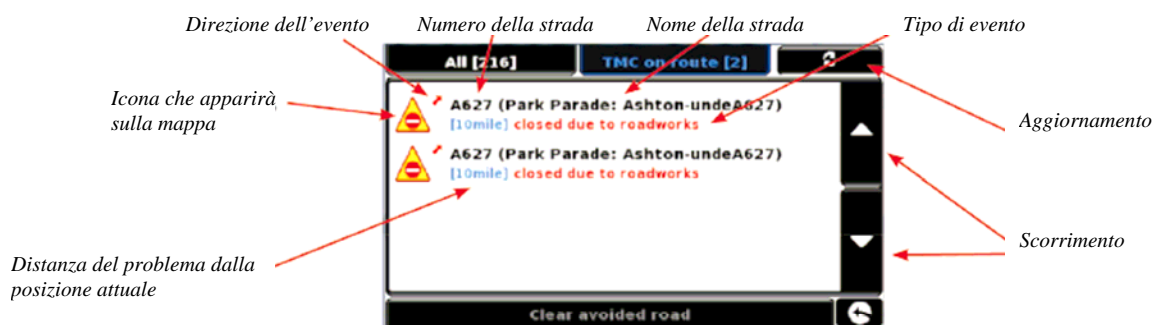 Direzione dell'evento Numero della strada Nome della strada Tipo di evento
All [216] TMC on route [2]
Icona che apparirà
sulla mappa
A627 (Park Parade: Ashton-undeA627)
[10mile] closed due to roadworks
Aggiornamento
A627 (Park Parade: Ashton-undeA627)
[10mile] closed due to roadworks
Scorrimento
Distanza del problema dalla
posizione attuale
Clear avoided road